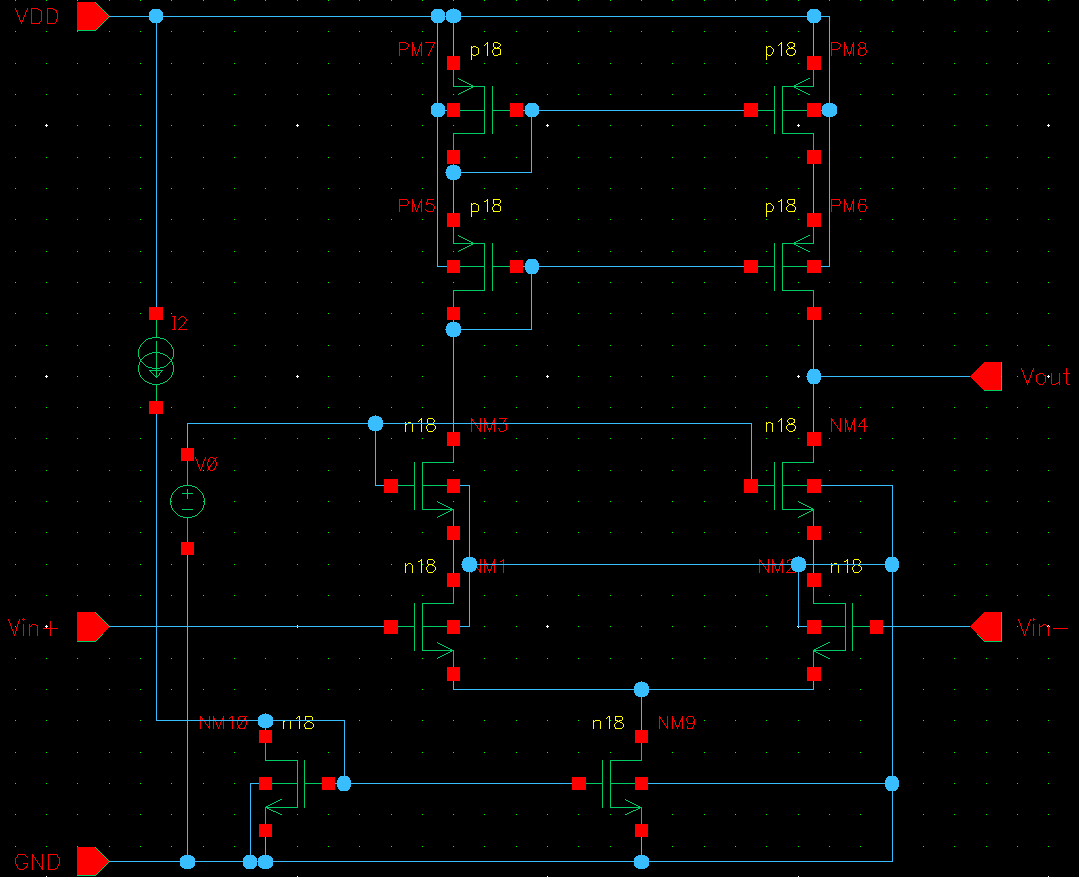 VDD
PM7 p18
p18 PM8
PM5 p18
p18 PM6
I2
Vout
n18 NM3
n18 NM4
V0
n18 NM1
NM2 n18
Vin+
Vin-
NM10 n18
n18 NM9
GND